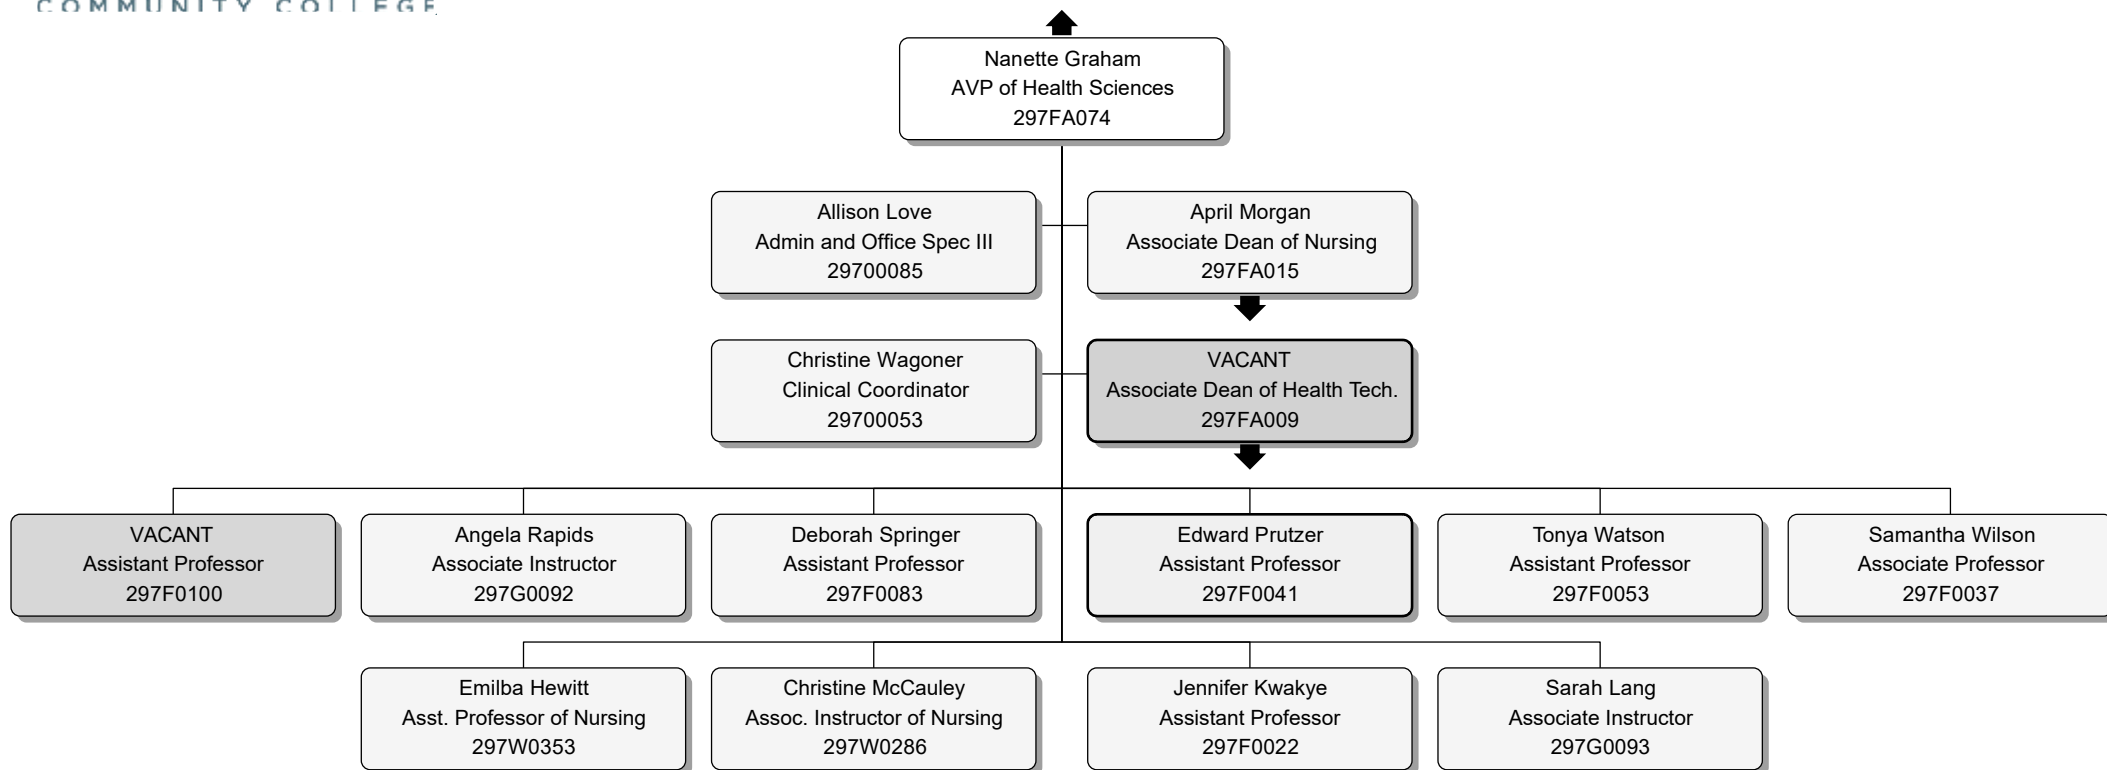 COMMUNITY COLLEGE
Nanette Graham
AVP of Health Sciences
297FA074
Allison Love
Admin and Office Spec III
29700085
April Morgan
Associate Dean of Nursing
297FA015
Christine Wagoner
Clinical Coordinator
29700053
VACANT
Associate Dean of Health Tech.
297FA009
VACANT
Assistant Professor
297F0100
Angela Rapids
Associate Instructor
297G0092
Deborah Springer
Assistant Professor
297F0083
Edward Prutzer
Assistant Professor
297F0041
Tonya Watson
Assistant Professor
297F0053
Samantha Wilson
Associate Professor
297F0037
Emilba Hewitt
Asst. Professor of Nursing
297W0353
Christine McCauley
Assoc. Instructor of Nursing
297W0286
Jennifer Kwakye
Assistant Professor
297F0022
Sarah Lang
Associate Instructor
297G0093